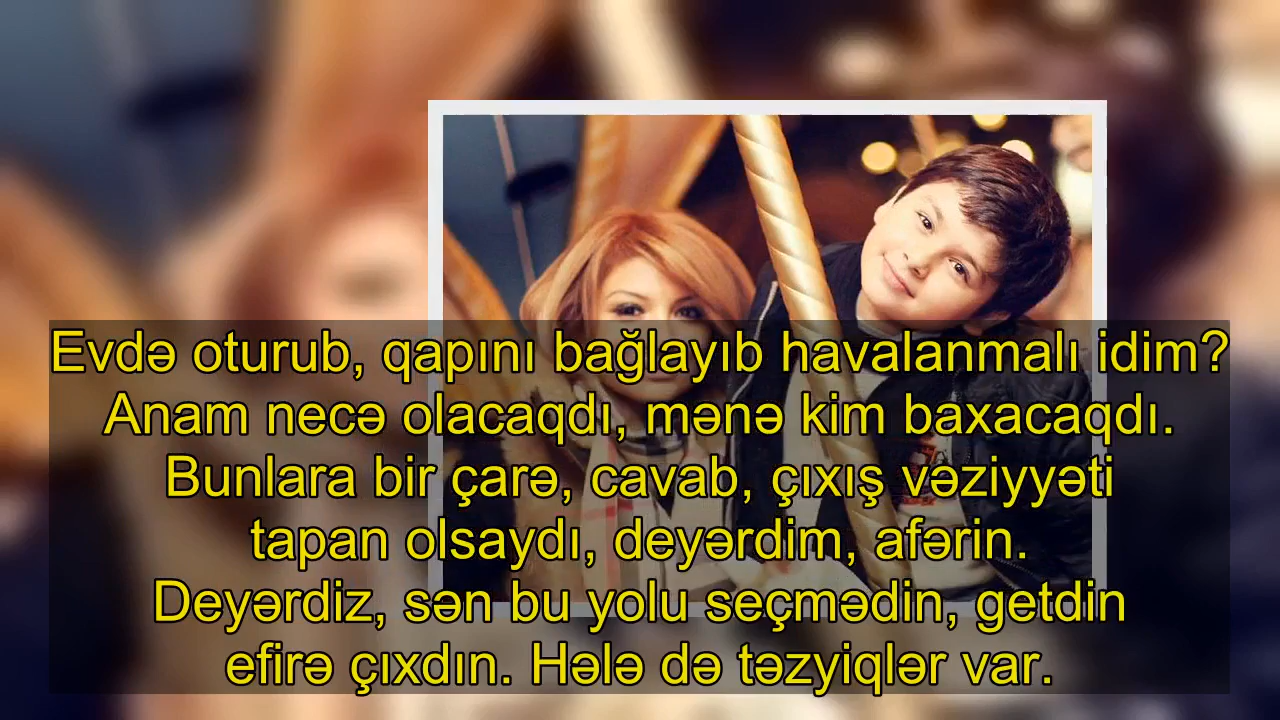 Evdə oturub, qapını bağlayıb havalanmalı idim?
Anam necə olacaqdı, mənə kim baxacaqdı.
Bunlara bir çarə, cavab, çıxış vəziyyəti
tapan olsaydı, deyərdim, afərin.
Deyərdiz, sən bu yolu seçmədin, getdin
efirə çıxdın. Hələ də təzyiqlər var.